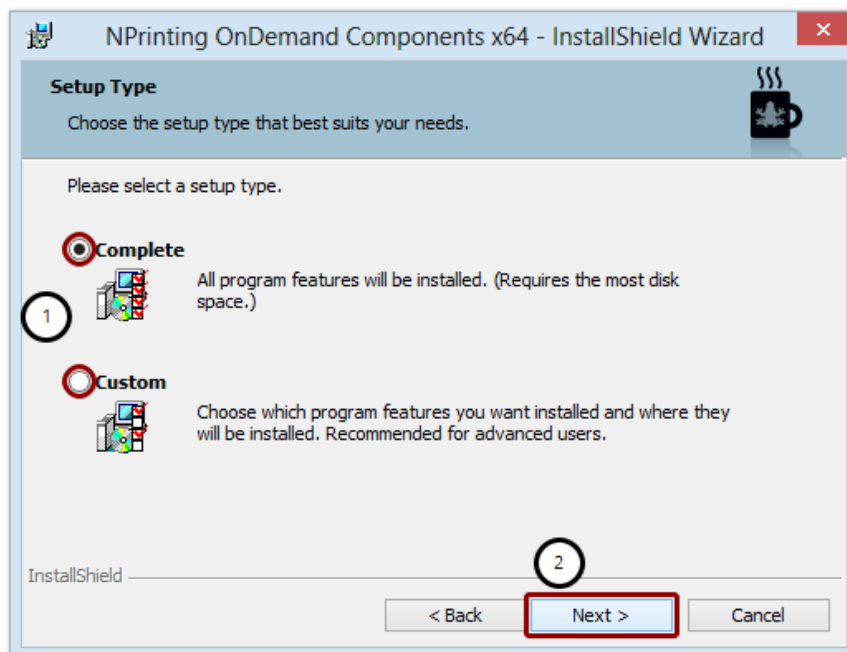 NPrinting OnDemand Components x64 - InstallShield Wizard
Setup Type
Choose the setup type that best suits your needs.
Please select a setup type.
Complete
All program features will be installed. (Requires the most disk
space.)
1
Custom
Choose which program features you want installed and where they
will be installed. Recommended for advanced users.
2
InstallShield
< Back Next > Cancel